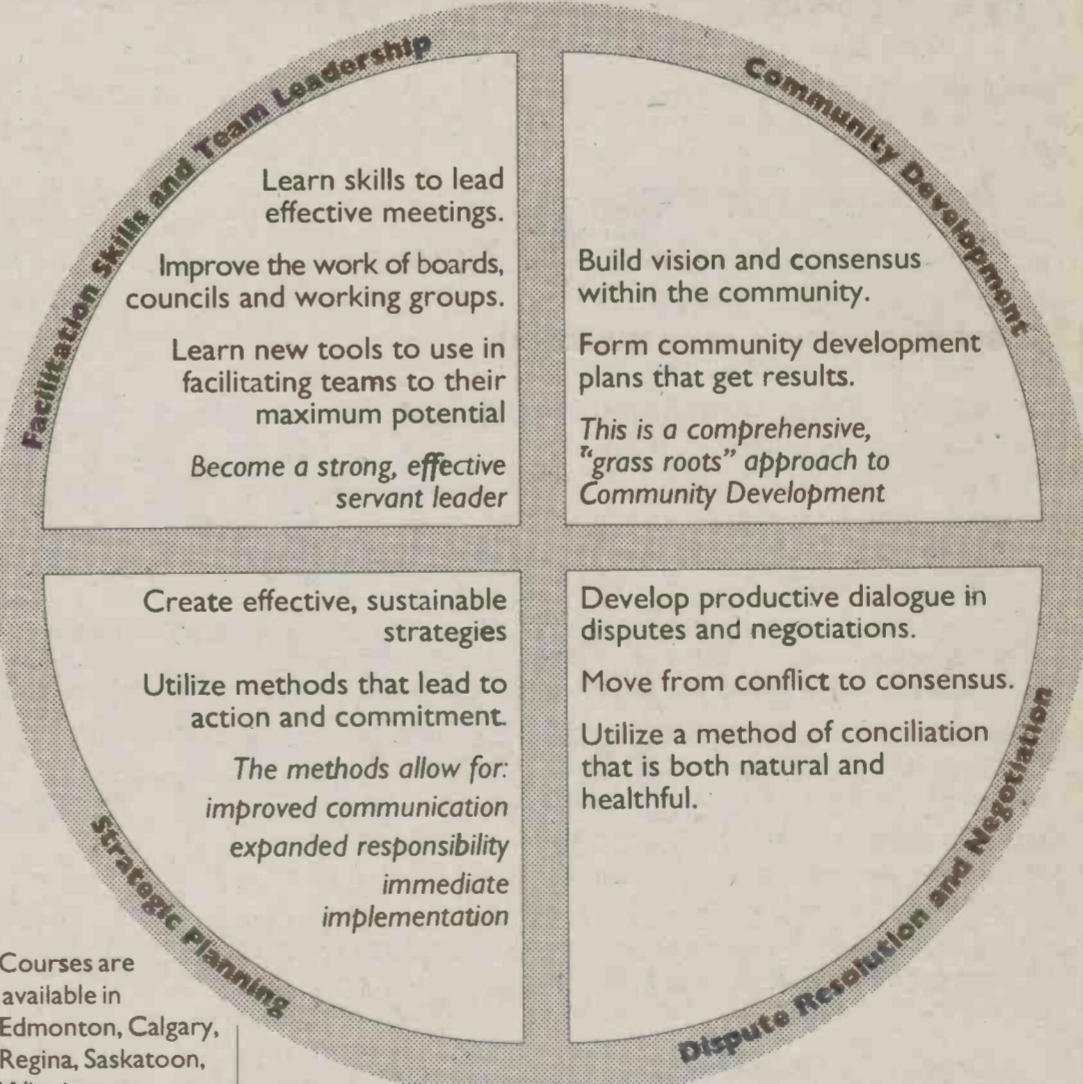 Facilitation Skills and Team Leadership
Learn skills to lead
effective meetings.
Improve the work of boards,
councils and working groups.
Learn new tools to use in
facilitating teams to their
maximum potential
Become a strong, effective
servant leader
Community Development
Build vision and consensus
within the community.
Form community development
plans that get results.
This is a comprehensive,
"grass roots" approach to
Community Development
Strategic Planning
Create effective, sustainable
strategies
Utilize methods that lead to
action and commitment.
The methods allow for:
improved communication
expanded responsibility
immediate
implementation
Dispute Resolution and Negotiation
Develop productive dialogue in
disputes and negotiations.
Move from conflict to consensus.
Utilize a method of conciliation
that is both natural and
healthful.
Courses are
available in
Edmonton, Calgary,
Regina, Saskatoon,